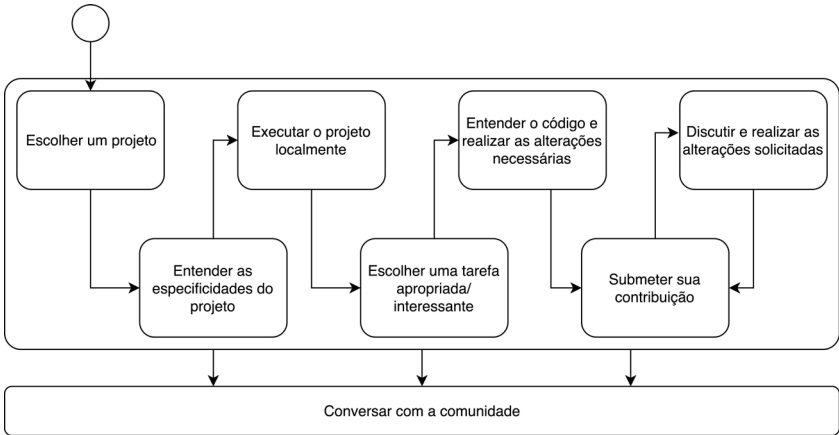 Escolher um projeto
Entender as
especificidades do
projeto
Executar o projeto
localmente
Escolher uma tarefa
apropriada/
interessante
Entender o código e
realizar as alterações
necessárias
Submeter sua
contribuição
Discutir e realizar as
alterações solicitadas
Conversar com a comunidade